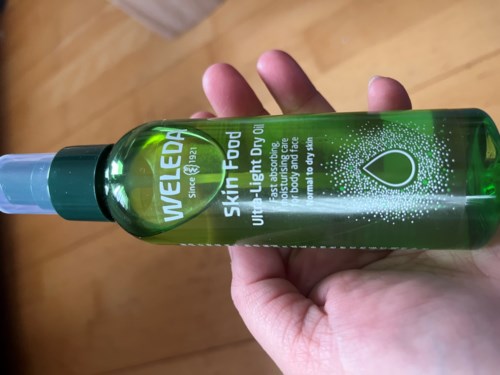 WELEDA
Since 1921
Skin Food
Ultra-Light Dry Oil
Fast absorbing,
moisturising care
for body and face
normal to dry skin